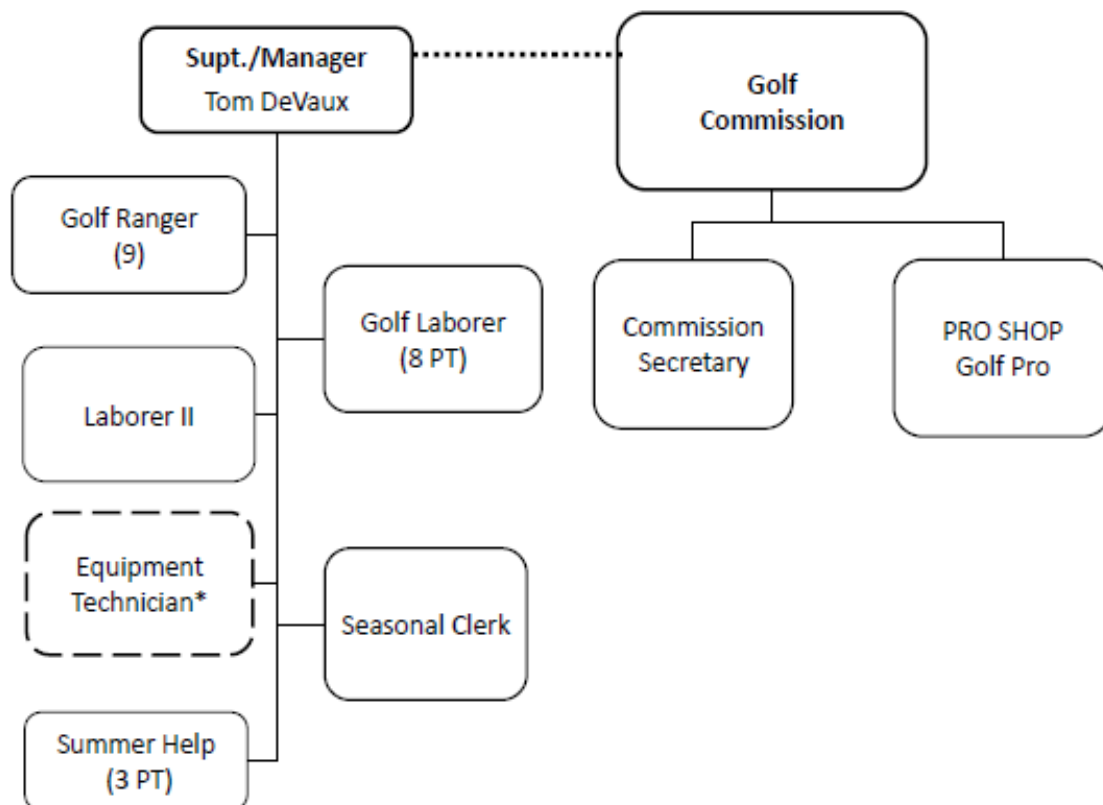 Supt./Manager
Tom DeVaux
Golf
Commission
Golf Ranger
(9)
Golf Laborer
(8 PT)
Commission
Secretary
PRO SHOP
Golf Pro
Laborer II
Equipment
Technician*
Seasonal Clerk
Summer Help
(3 PT)